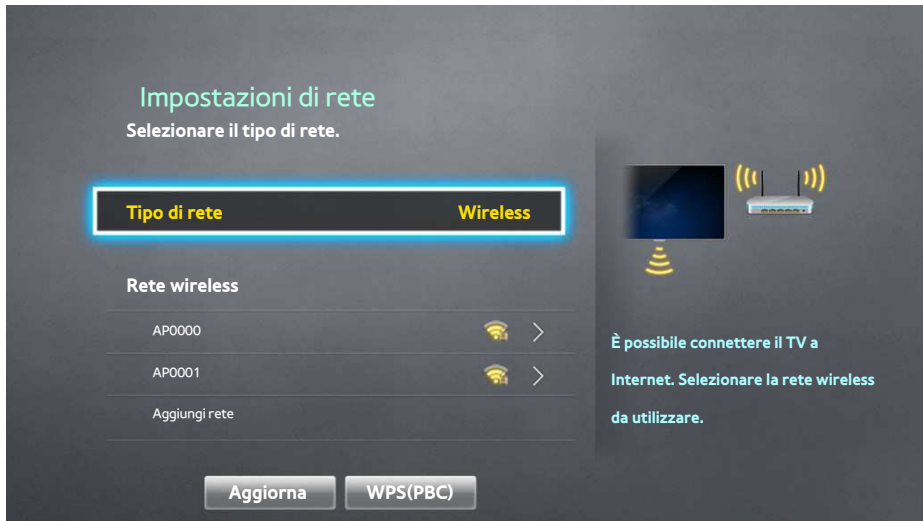 Impostazioni di rete
Selezionare il tipo di rete.
Tipo di rete Wireless
Rete wireless
AP0000
AP0001
Aggiungi rete
È possibile connettere il TV a
Internet. Selezionare la rete wireless
da utilizzare.
Aggiorna WPS(PBC)